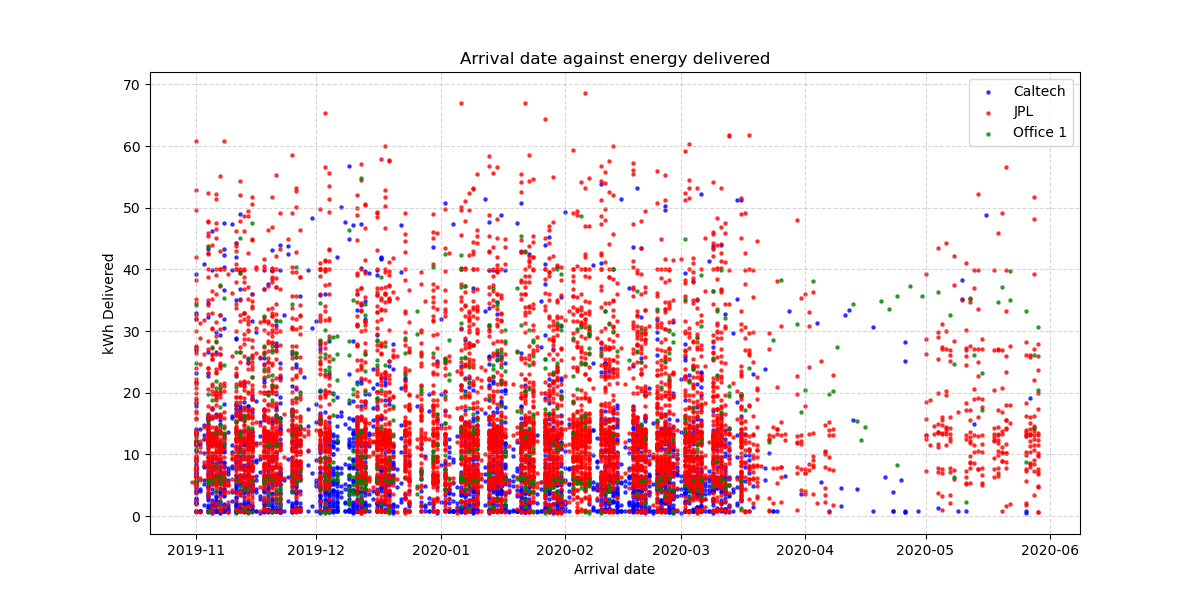 Arrival date against energy delivered
Caltech
JPL
Office 1
kWh Delivered
70
60
50
40
30
20
10
0
2019-11 2019-12 2020-01 2020-02 2020-03 2020-04 2020-05 2020-06
Arrival date